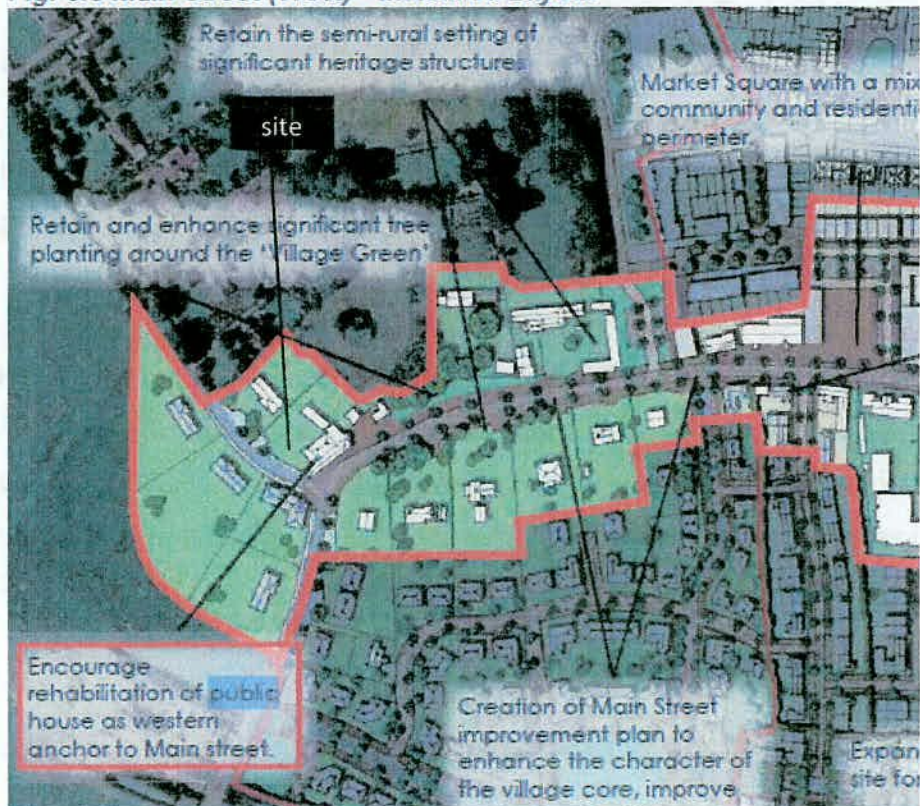 Retain the semi-rural setting of
significant heritage structures
site
Market Square with a mix
community and residenti
perimeter.
Retain and enhance significant tree
planting around the 'Village Green'
Encourage
rehabilitation of public
house as western
anchor to Main street.
Creation of Main Street
improvement plan to
enhance the character of
the village core, improve
Expan
site fo